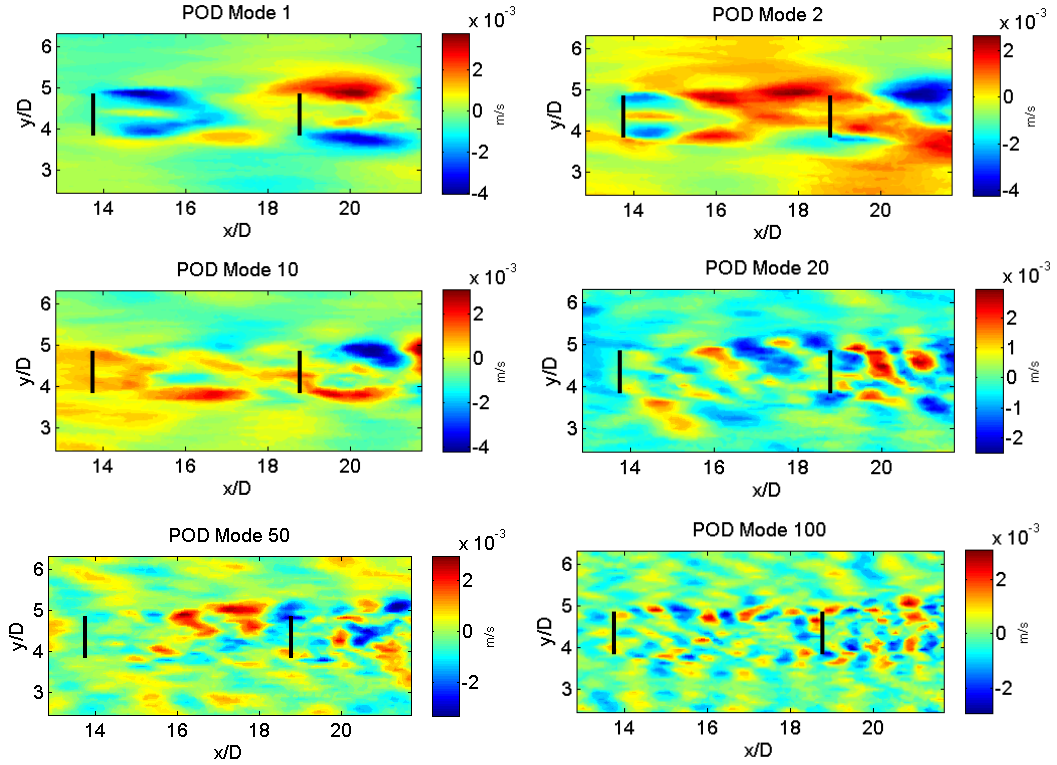 POD Mode 1
x 10-3
6
5
4
3
y/D
14 16 18 20
x/D
2
0
-2
-4
m/s
POD Mode 2
x 10-3
6
5
4
3
y/D
14 16 18 20
x/D
2
0
-2
-4
m/s
POD Mode 10
x 10-3
6
5
4
3
y/D
14 16 18 20
x/D
2
0
-2
-4
m/s
POD Mode 20
x 10-3
6
5
4
3
y/D
14 16 18 20
x/D
2
1
0
-1
-2
m/s
POD Mode 50
x 10-3
6
5
4
3
y/D
14 16 18 20
x/D
2
0
-2
m/s
POD Mode 100
x 10-3
6
5
4
3
y/D
14 16 18 20
x/D
2
0
-2
m/s